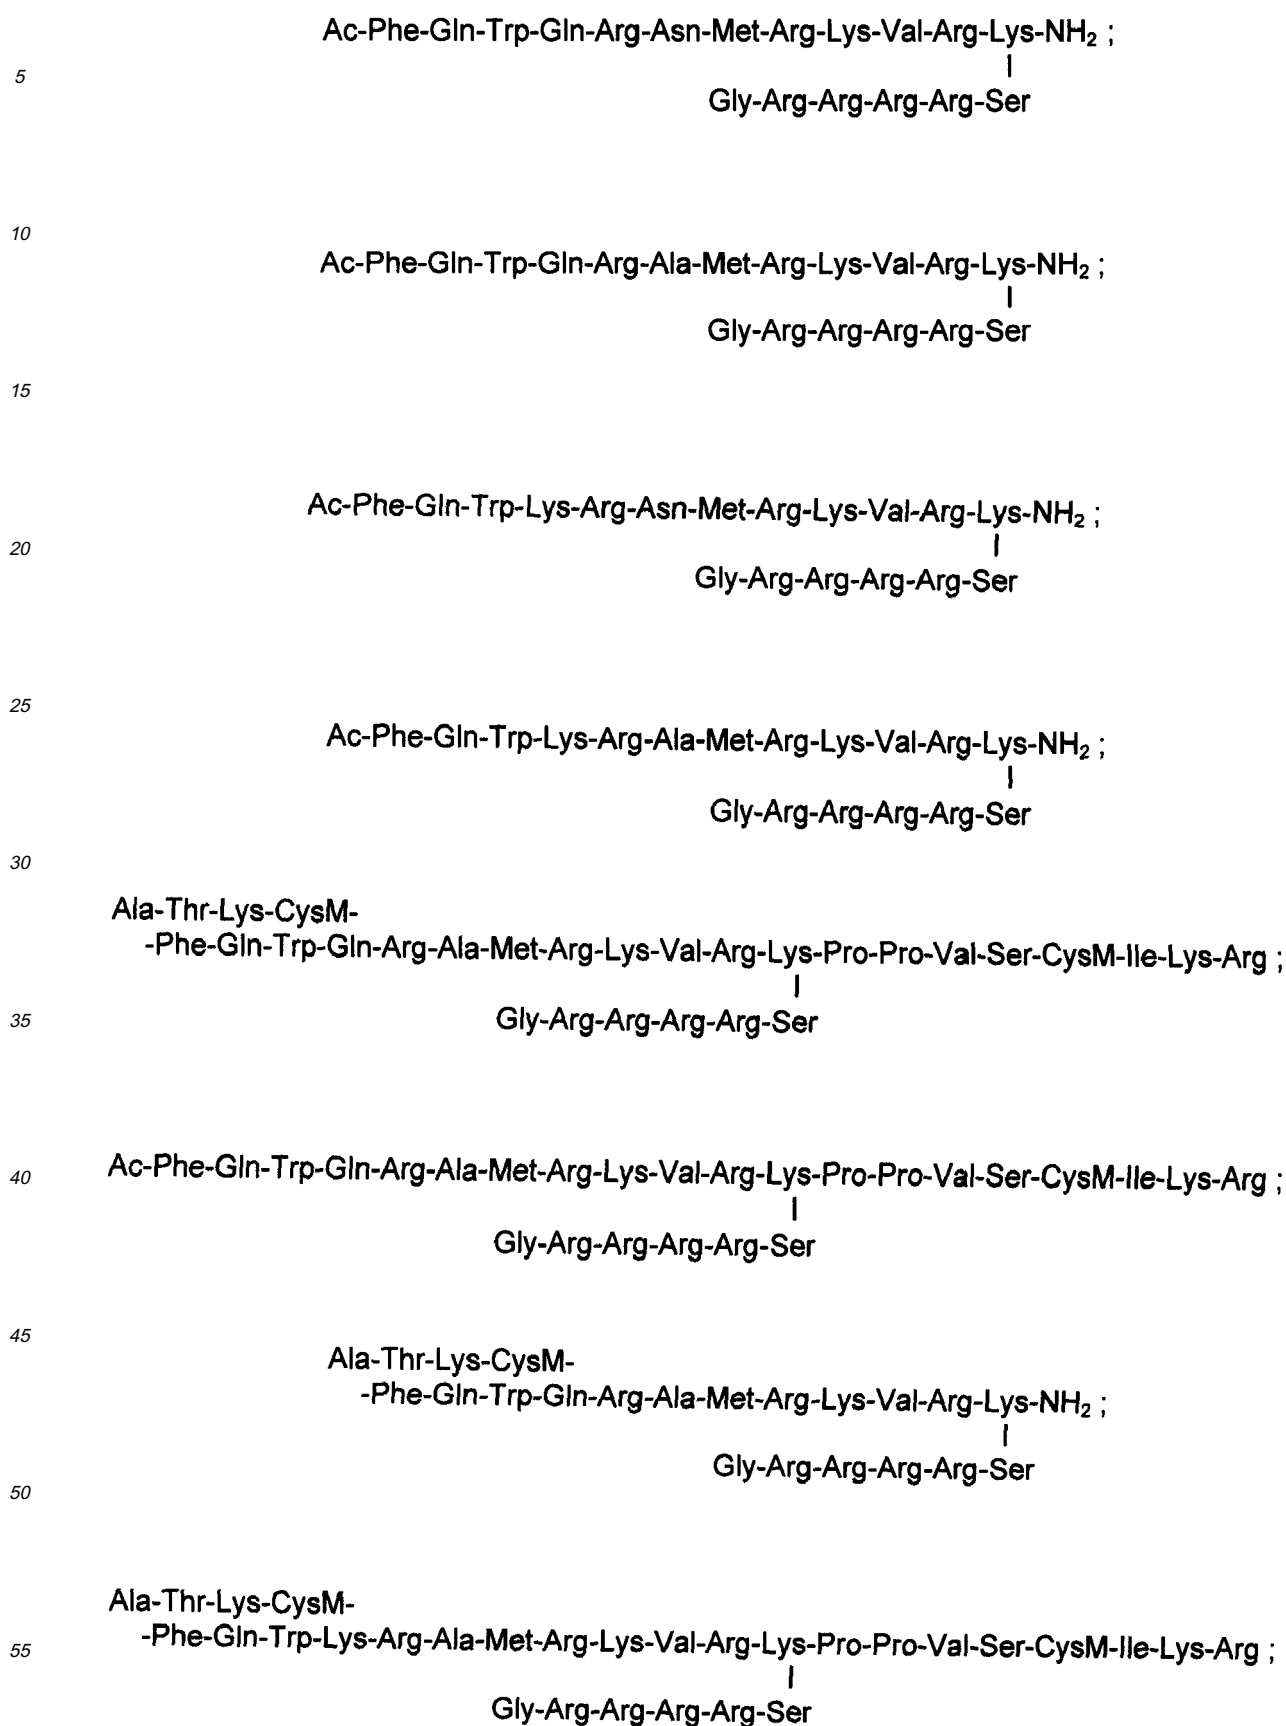 Ac-Phe-Gln-Trp-Gln-Arg-Asn-Met-Arg-Lys-Val-Arg-Lys-NH₂ ;
5
Gly-Arg-Arg-Arg-Arg-Ser
10
Ac-Phe-Gln-Trp-Gln-Arg-Ala-Met-Arg-Lys-Val-Arg-Lys-NH₂ ;
Gly-Arg-Arg-Arg-Arg-Ser
15
Ac-Phe-Gln-Trp-Lys-Arg-Asn-Met-Arg-Lys-Val-Arg-Lys-NH₂ ;
20
Gly-Arg-Arg-Arg-Arg-Ser
25
Ac-Phe-Gln-Trp-Lys-Arg-Ala-Met-Arg-Lys-Val-Arg-Lys-NH₂ ;
Gly-Arg-Arg-Arg-Arg-Ser
30
Ala-Thr-Lys-CysM-
-Phe-Gln-Trp-Gln-Arg-Ala-Met-Arg-Lys-Val-Arg-Lys-Pro-Pro-Val-Ser-CysM-Ile-Lys-Arg ;
35
Gly-Arg-Arg-Arg-Arg-Ser
40
Ac-Phe-Gln-Trp-Gln-Arg-Ala-Met-Arg-Lys-Val-Arg-Lys-Pro-Pro-Val-Ser-CysM-Ile-Lys-Arg ;
Gly-Arg-Arg-Arg-Arg-Ser
45
Ala-Thr-Lys-CysM-
-Phe-Gln-Trp-Gln-Arg-Ala-Met-Arg-Lys-Val-Arg-Lys-NH₂ ;
Gly-Arg-Arg-Arg-Arg-Ser
50
Ala-Thr-Lys-CysM-
-Phe-Gln-Trp-Lys-Arg-Ala-Met-Arg-Lys-Val-Arg-Lys-Pro-Pro-Val-Ser-CysM-Ile-Lys-Arg ;
55
Gly-Arg-Arg-Arg-Arg-Ser